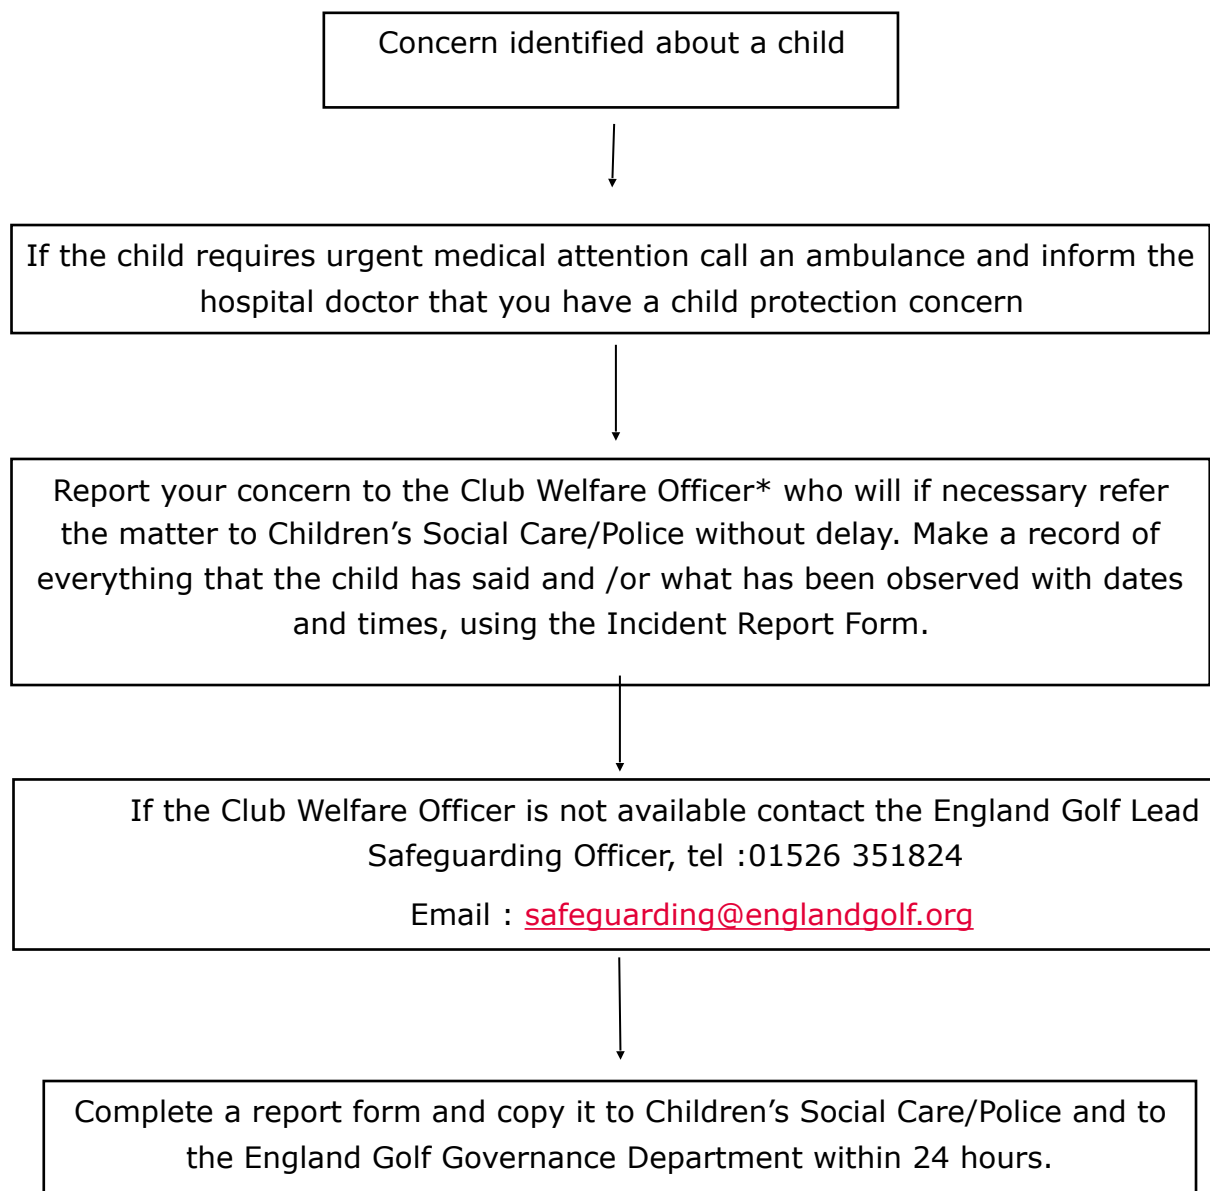 Concern identified about a child
If the child requires urgent medical attention call an ambulance and inform the
hospital doctor that you have a child protection concern
Report your concern to the Club Welfare Officer* who will if necessary refer
the matter to Children’s Social Care/Police without delay. Make a record of
everything that the child has said and /or what has been observed with dates
and times, using the Incident Report Form.
If the Club Welfare Officer is not available contact the England Golf Lead
Safeguarding Officer, tel :01526 351824
Email : safeguarding@englandgolf.org
Complete a report form and copy it to Children’s Social Care/Police and to
the England Golf Governance Department within 24 hours.